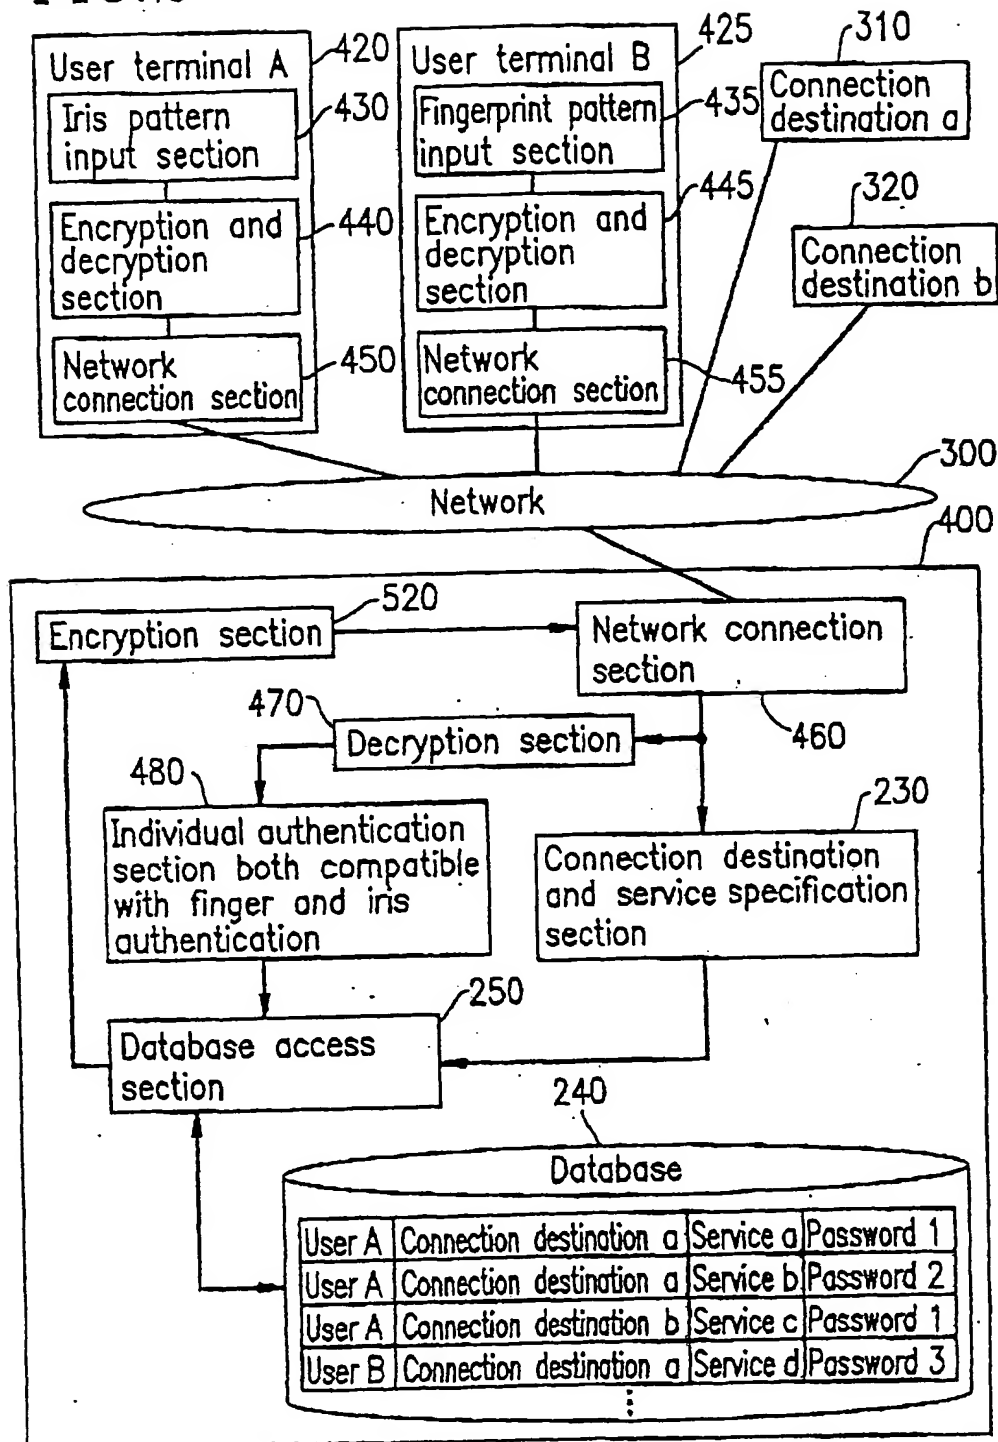 User terminal A
420
Iris pattern
input section
430
Encryption and
decryption
section
440
Network
connection section
450
User terminal B
425
Fingerprint pattern
input section
435
Encryption and
decryption
section
445
Network
connection section
455
310
Connection
destination a
320
Connection
destination b
Network
300
400
Encryption section
520
Network connection
section
460
470
Decryption section
480
Individual authentication
section both compatible
with finger and iris
authentication
230
Connection destination
and service specification
section
250
Database access
section
240
Database
User A Connection destination a Service a Password 1
User A Connection destination a Service b Password 2
User A Connection destination b Service c Password 1
User B Connection destination a Service d Password 3